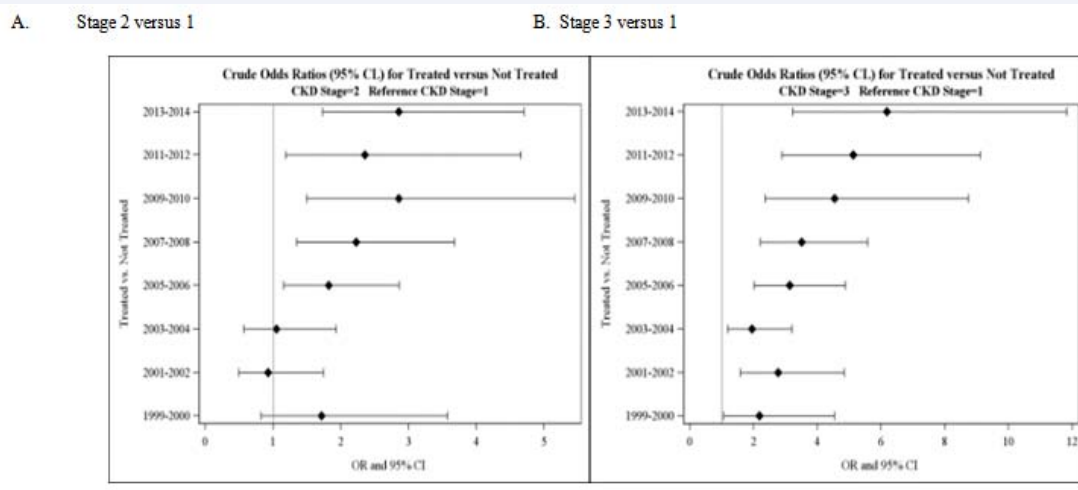 A. Stage 2 versus 1
B. Stage 3 versus 1
Crude Odds Ratios (95% CL) for Treated versus Not Treated
CKD Stage=2 Reference CKD Stage=1
Treated vs. Not Treated
2013-2014
2011-2012
2009-2010
2007-2008
2005-2006
2003-2004
2001-2002
1999-2000
0 1 2 3 4 5
OR and 95% CI
Crude Odds Ratios (95% CL) for Treated versus Not Treated
CKD Stage=3 Reference CKD Stage=1
Treated vs. Not Treated
2013-2014
2011-2012
2009-2010
2007-2008
2005-2006
2003-2004
2001-2002
1999-2000
0 2 4 6 8 10 12
OR and 95% CI